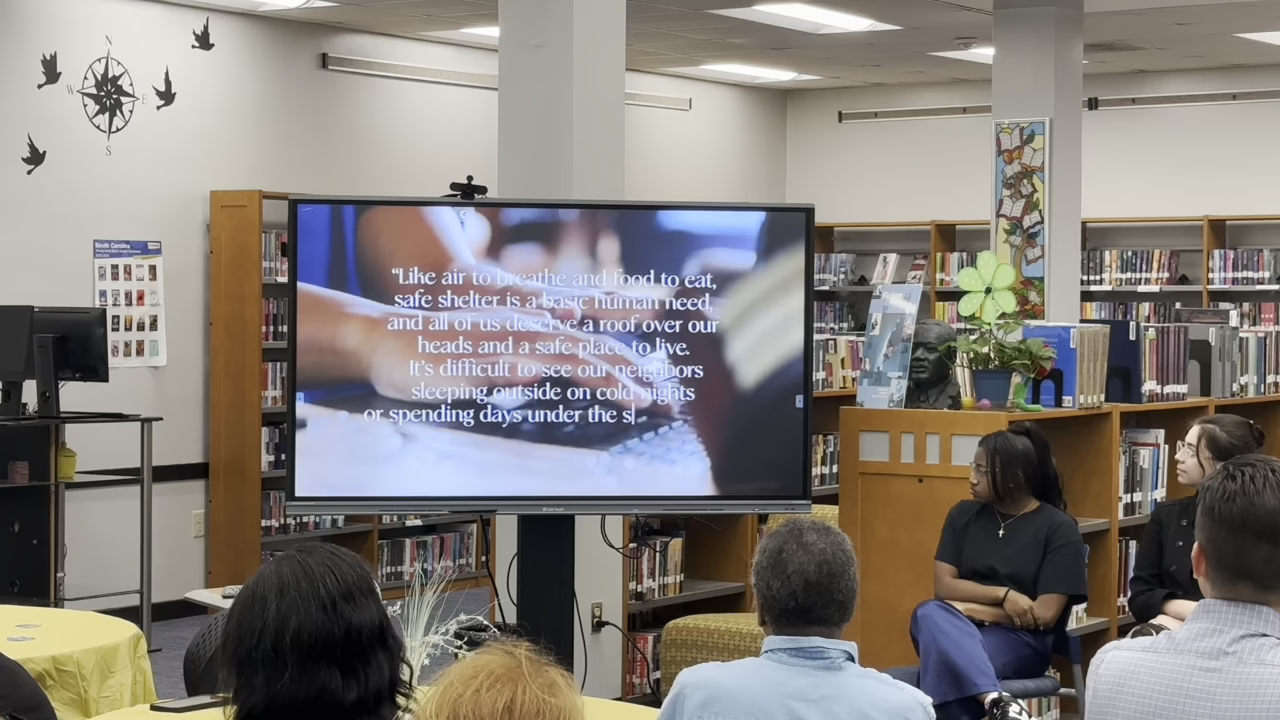 N
W
E
S
South Carolina
“Like air to breathe and food to eat,
safe shelter is a basic human need,
and all of us deserve a roof over our
heads and a safe place to live.
It’s difficult to see our neighbors
sleeping outside on cold nights
or spending days under the s